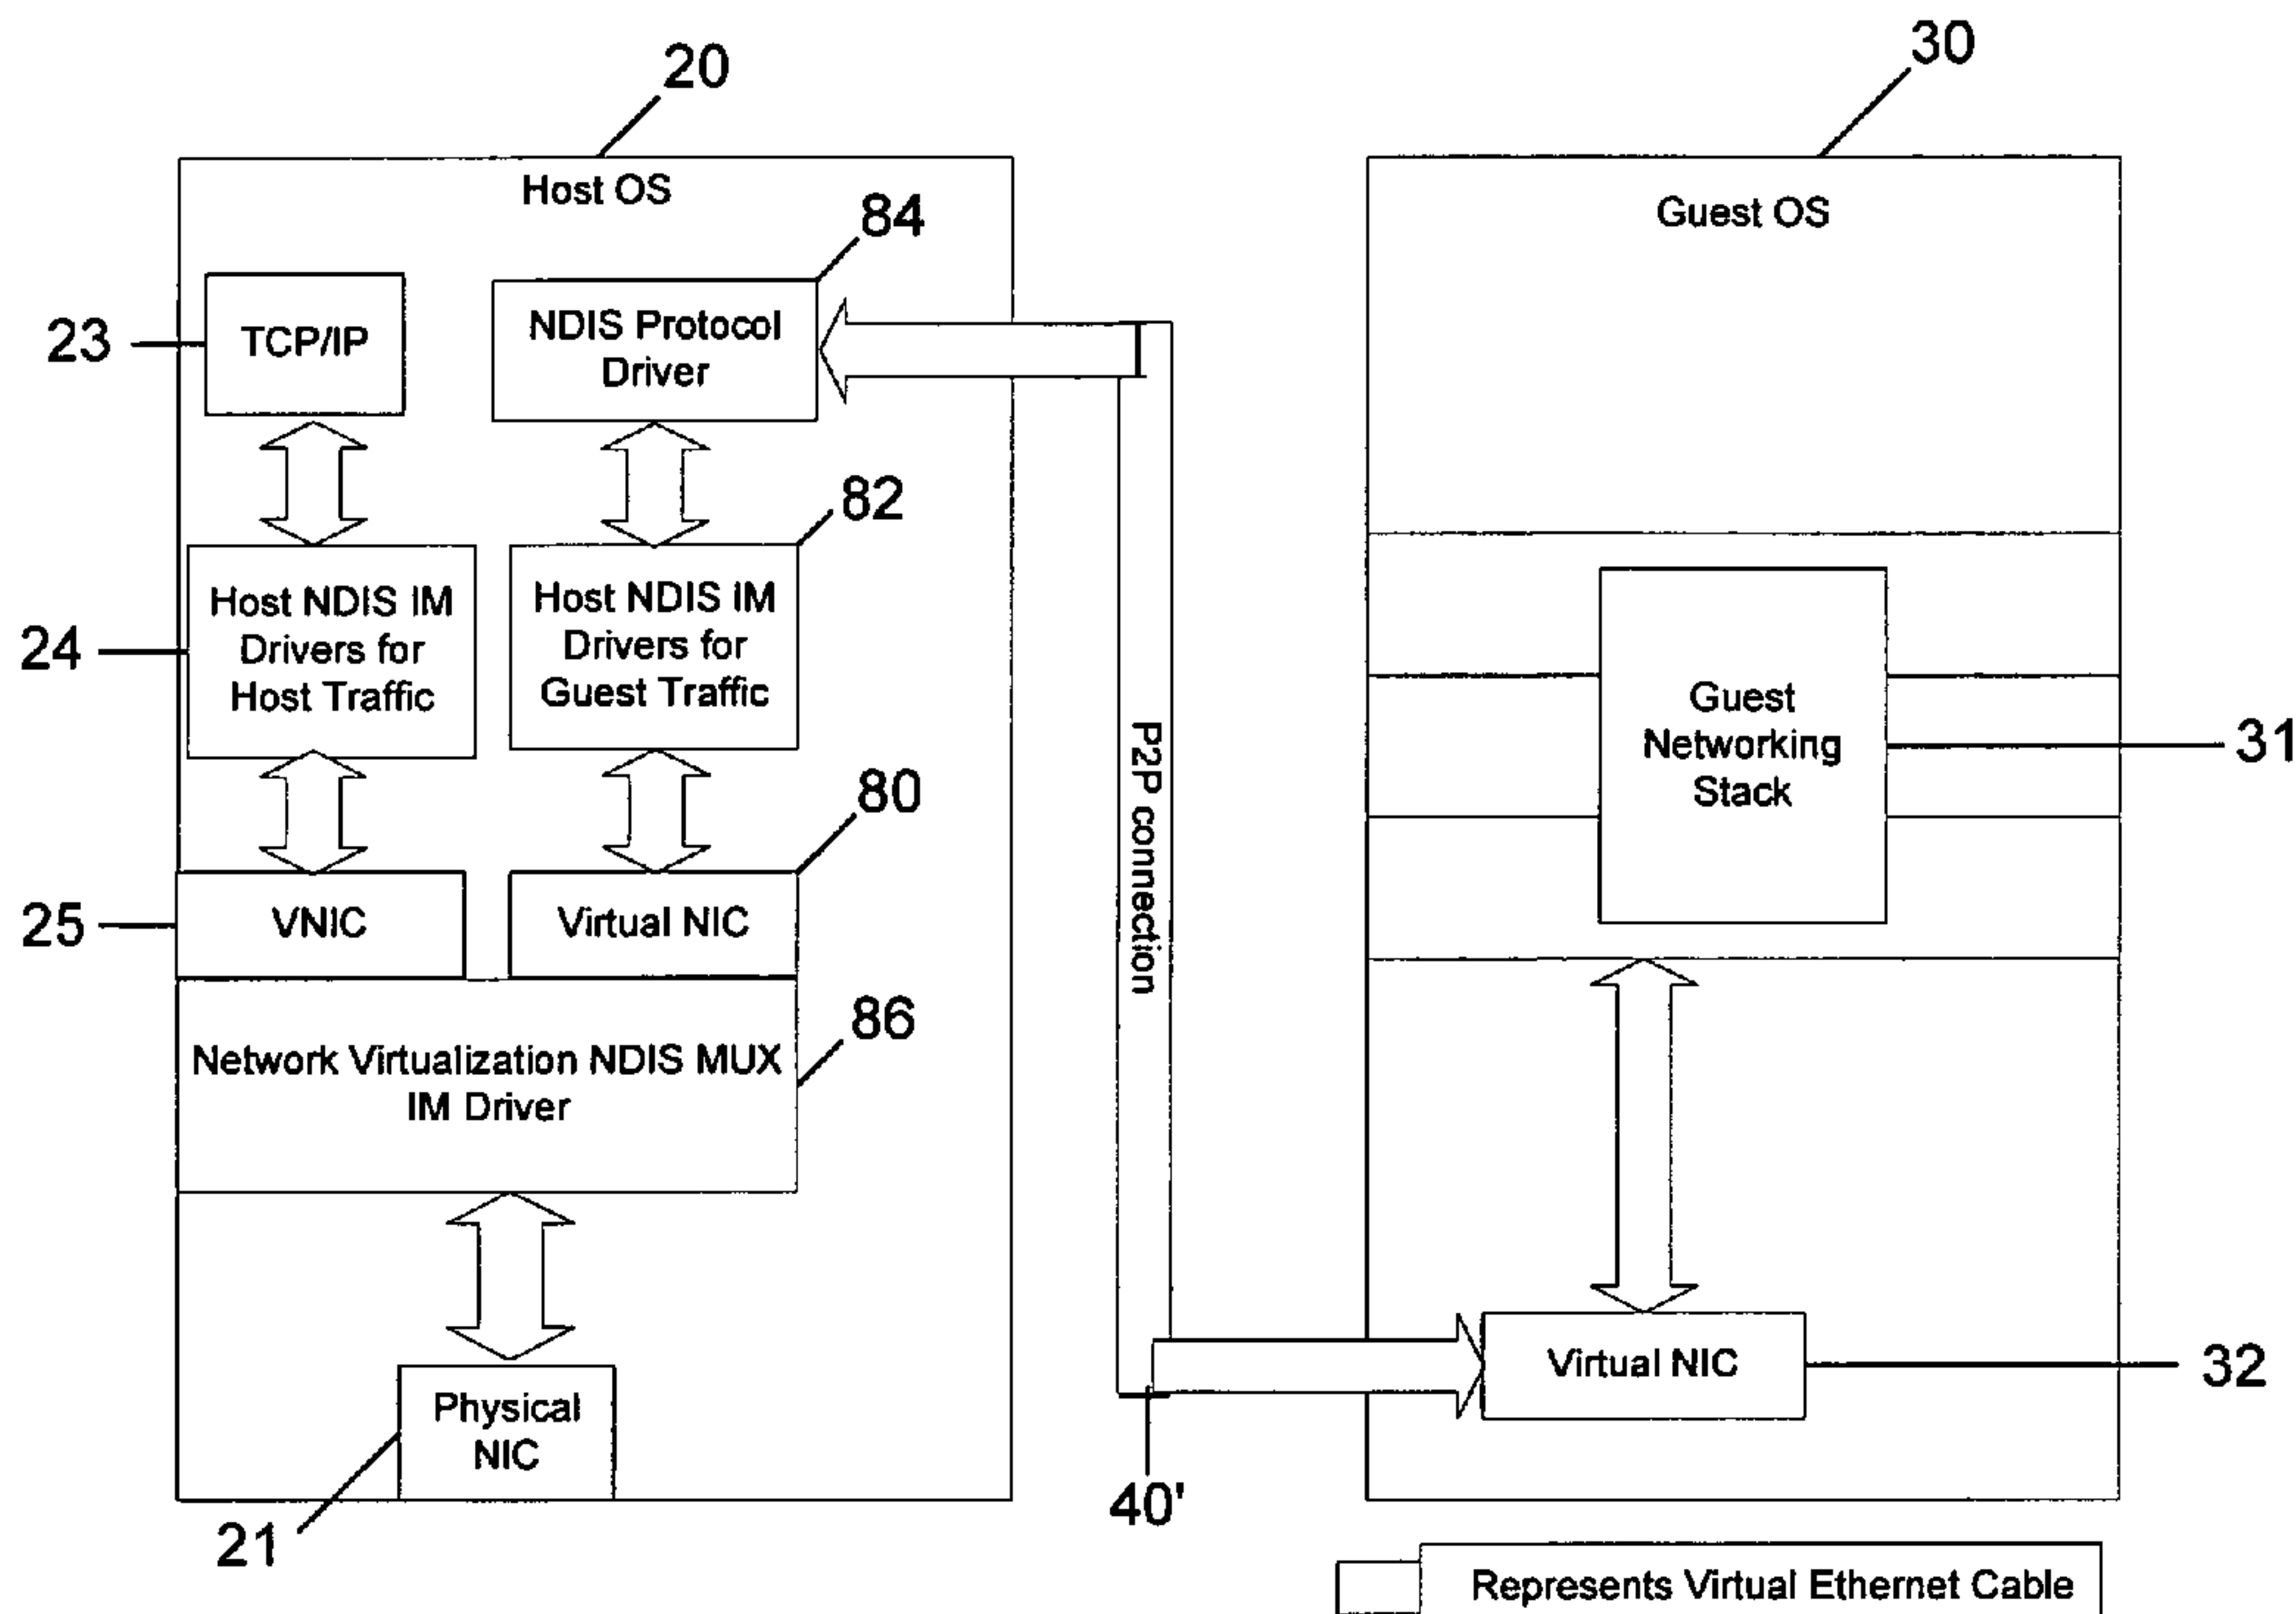 20
30
Host OS
Guest OS
84
23
TCP/IP
NDIS Protocol
Driver
82
24
Host NDIS IM
Drivers for
Host Traffic
Host NDIS IM
Drivers for
Guest Traffic
P2P connection
Guest
Networking
Stack
31
80
25
VNIC
Virtual NIC
86
Network Virtualization NDIS MUX
IM Driver
Virtual NIC
32
Physical
NIC
21
40'
Represents Virtual Ethernet Cable